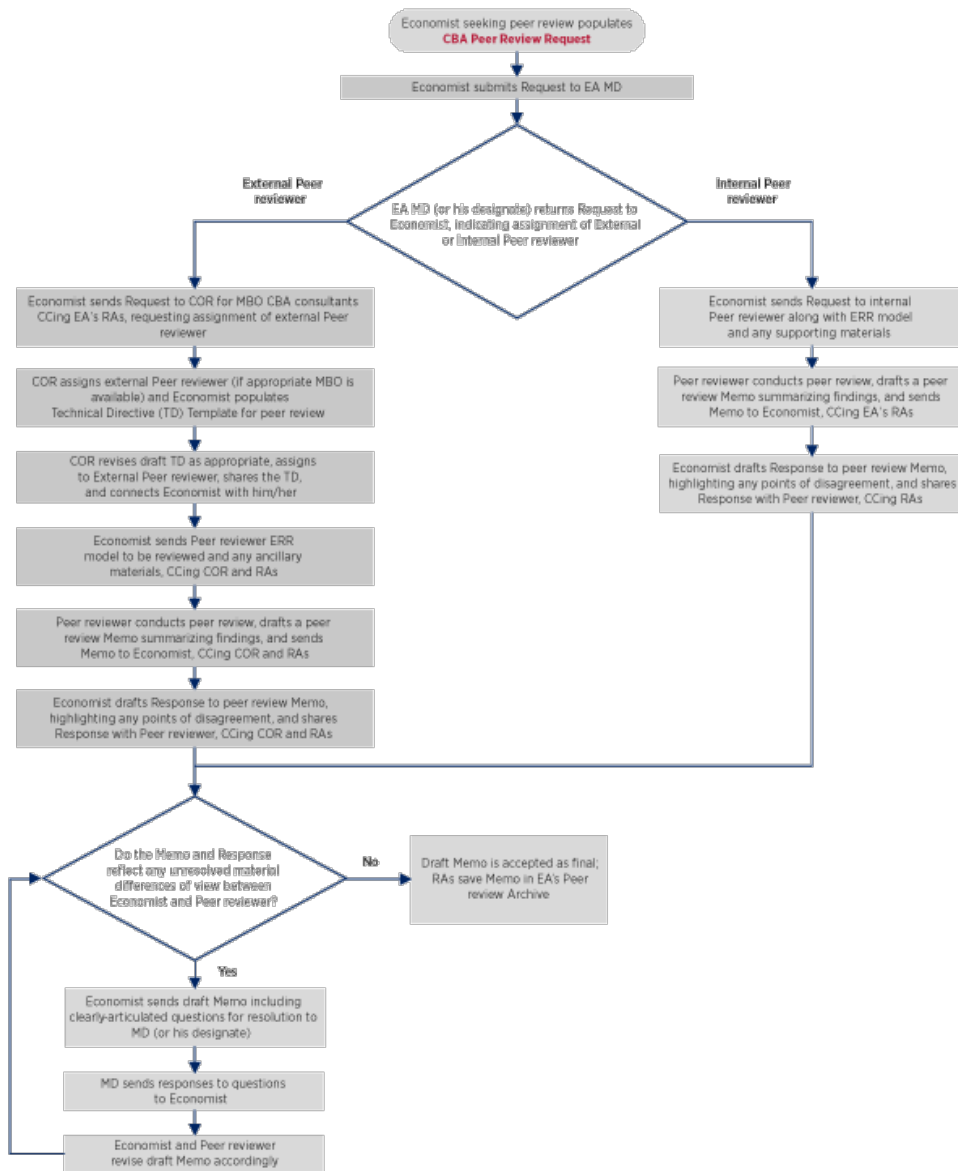 Economist seeking peer review populates
CBA Peer Review Request
Economist submits Request to EA MD
External Peer
reviewer
Internal Peer
reviewer
EA MD (or his designate) returns Request to
Economist, indicating assignment of External
or Internal Peer reviewer
Economist sends Request to COR for MBO CBA consultants
CCing EA's RAs, requesting assignment of external Peer
reviewer
COR assigns external Peer reviewer (if appropriate MBO is
available) and Economist populates
Technical Directive (TD) Template for peer review
COR revises draft TD as appropriate, assigns
to External Peer reviewer, shares the TD,
and connects Economist with him/her
Economist sends Peer reviewer ERR
model to be reviewed and any ancillary
materials, CCing COR and RAs
Peer reviewer conducts peer review, drafts a peer
review Memo summarizing findings, and sends
Memo to Economist, CCing COR and RAs
Economist drafts Response to peer review Memo,
highlighting any points of disagreement, and shares
Response with Peer reviewer, CCing COR and RAs
Economist sends Request to internal
Peer reviewer along with ERR model
and any supporting materials
Peer reviewer conducts peer review, drafts a peer
review Memo summarizing findings, and sends
Memo to Economist, CCing EA's RAs
Economist drafts Response to peer review Memo,
highlighting any points of disagreement, and shares
Response with Peer reviewer, CCing RAs
Do the Memo and Response
reflect any unresolved material
differences of view between
Economist and Peer reviewer?
No
Draft Memo is accepted as final;
RAs save Memo in EA's Peer
review Archive
Yes
Economist sends draft Memo including
clearly-articulated questions for resolution to
MD (or his designate)
MD sends responses to questions
to Economist
Economist and Peer reviewer
revise draft Memo accordingly